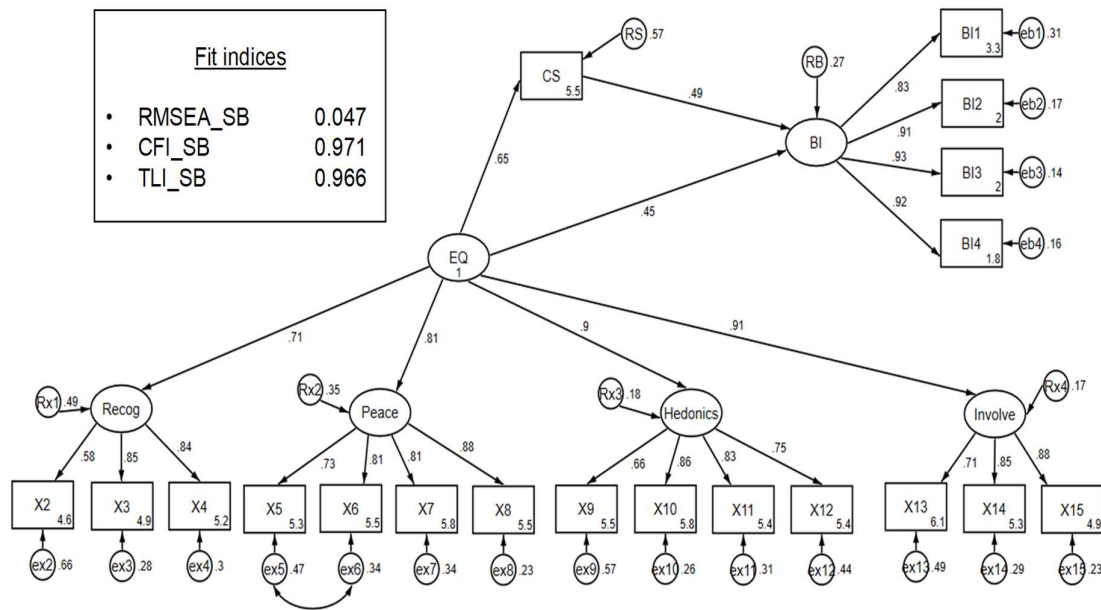 Fit indices
• RMSEA_SB 0.047
• CFI_SB 0.971
• TLI_SB 0.966
RS .57
CS
5.5
RB .27
BI
BI1
3.3
eb1 .31
BI2
2
eb2 .17
BI3
2
eb3 .14
BI4
1.8
eb4 .16
.49
.83
.91
.93
.92
.65
.45
EQ
1
.71
.81
.9
.91
Rx1 .49
Recog
Rx2 .35
Peace
Rx3 .18
Hedonics
Rx4 .17
Involve
.58 .85 .84
.73 .81 .81 .88
.66 .86 .83 .75
.71 .85 .88
X2 X3 X4 X5 X6 X7 X8 X9 X10 X11 X12 X13 X14 X15
4.6 4.9 5.2 5.3 5.5 5.8 5.5 5.5 5.8 5.4 5.4 6.1 5.3 4.9
ex2 .66 ex3 .28 ex4 .3 ex5 .47 ex6 .34 ex7 .34 ex8 .23 ex9 .57 ex10 .26 ex11 .31 ex12 .44 ex13 .49 ex14 .29 ex15 .23